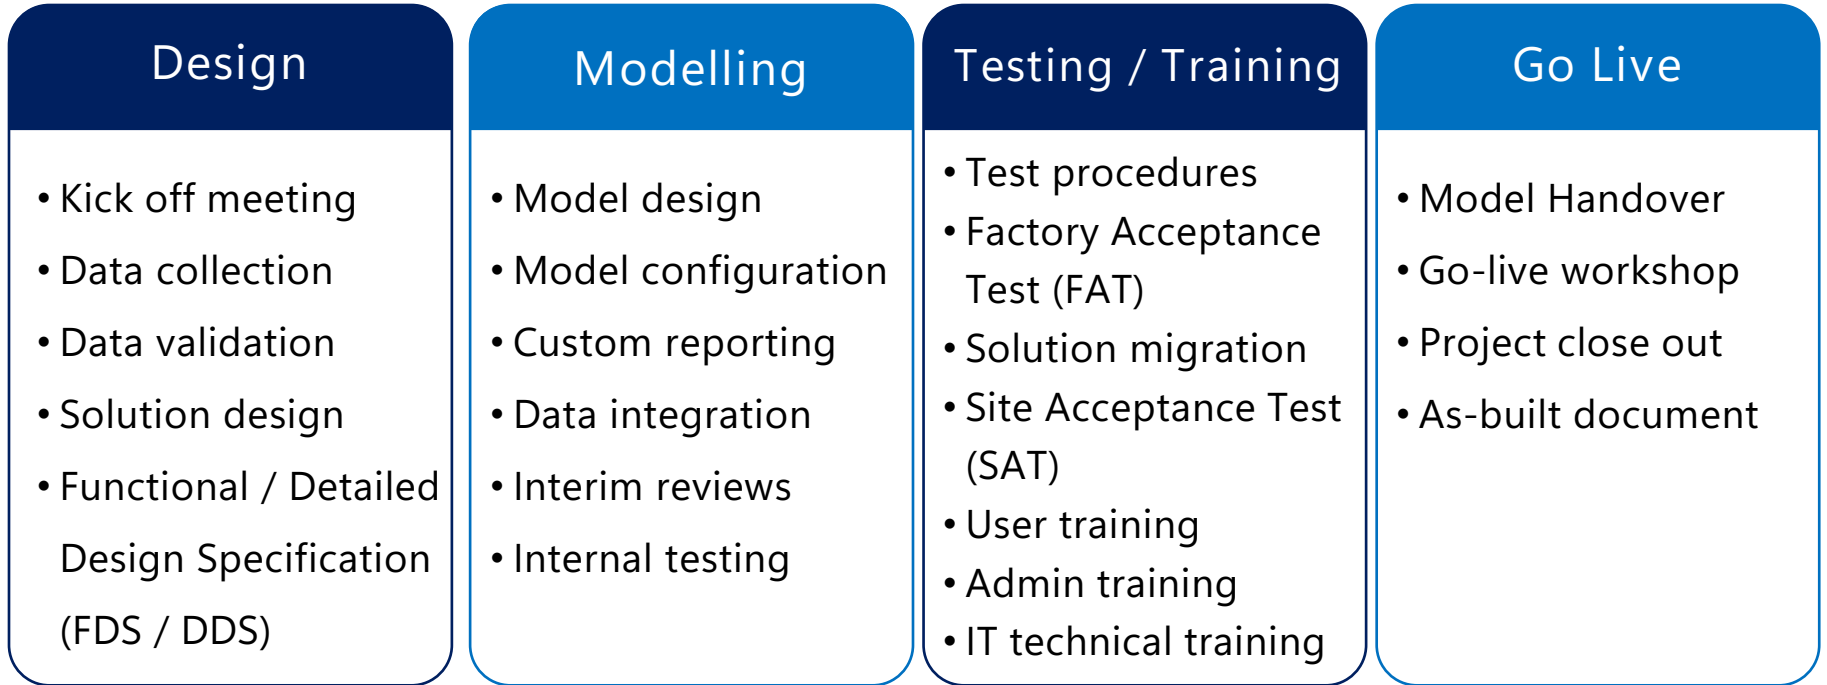 Design
• Kick off meeting
• Data collection
• Data validation
• Solution design
• Functional / Detailed
Design Specification
(FDS / DDS)
Modelling
• Model design
• Model configuration
• Custom reporting
• Data integration
• Interim reviews
• Internal testing
Testing / Training
• Test procedures
• Factory Acceptance
Test (FAT)
• Solution migration
• Site Acceptance Test
(SAT)
• User training
• Admin training
• IT technical training
Go Live
• Model Handover
• Go-live workshop
• Project close out
• As-built document